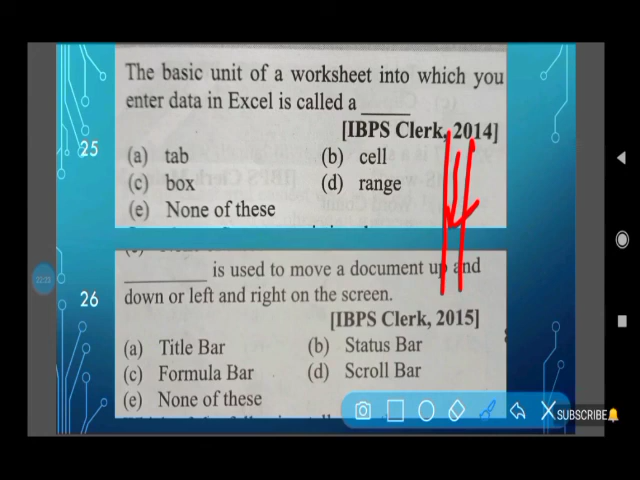 The basic unit of a worksheet into which you
enter data in Excel is called a ______
[IBPS Clerk, 2014]
25
(a) tab (b) cell
(c) box (d) range
(e) None of these
_________ is used to move a document up and
26 down or left and right on the screen.
[IBPS Clerk, 2015]
(a) Title Bar (b) Status Bar
(c) Formula Bar (d) Scroll Bar
(e) None of these
SUBSCRIBE